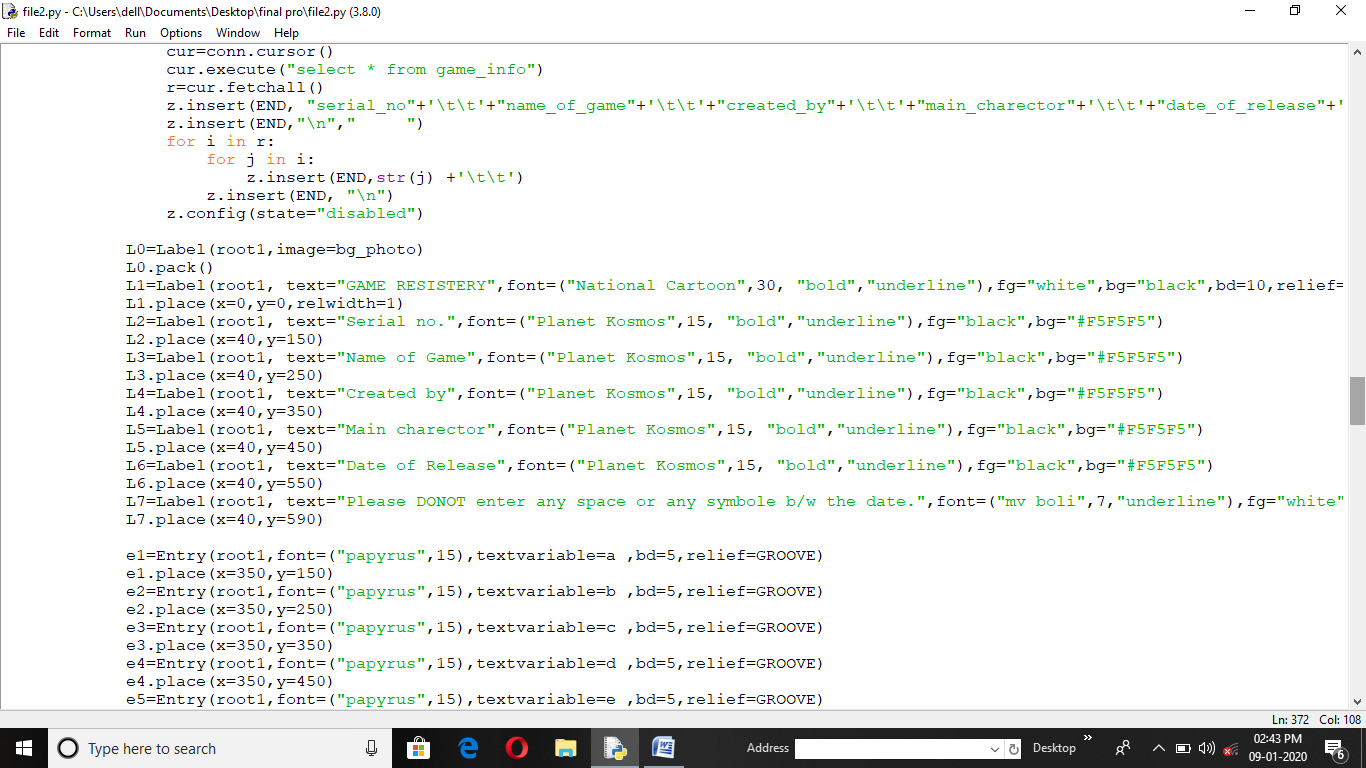 file2.py - C:\Users\dell\Documents\Desktop\final pro\file2.py (3.8.0)
File Edit Format Run Options Window Help
cur=conn.cursor()
cur.execute("select * from game_info")
r=cur.fetchall()
z.insert(END, "serial_no"+'\t\t'+"name_of_game"+'\t\t'+"created_by"+'\t\t'+"main_charector"+'\t\t'+"date_of_release"+'
z.insert(END,"\n","     ")
for i in r:
for j in i:
z.insert(END,str(j) +'\t\t')
z.insert(END, "\n")
z.config(state="disabled")
L0=Label(root1,image=bg_photo)
L0.pack()
L1=Label(root1, text="GAME RESISTERY",font=("National Cartoon",30, "bold","underline"),fg="white",bg="black",bd=10,relief=
L1.place(x=0,y=0,relwidth=1)
L2=Label(root1, text="Serial no.",font=("Planet Kosmos",15, "bold","underline"),fg="black",bg="#F5F5F5")
L2.place(x=40,y=150)
L3=Label(root1, text="Name of Game",font=("Planet Kosmos",15, "bold","underline"),fg="black",bg="#F5F5F5")
L3.place(x=40,y=250)
L4=Label(root1, text="Created by",font=("Planet Kosmos",15, "bold","underline"),fg="black",bg="#F5F5F5")
L4.place(x=40,y=350)
L5=Label(root1, text="Main charector",font=("Planet Kosmos",15, "bold","underline"),fg="black",bg="#F5F5F5")
L5.place(x=40,y=450)
L6=Label(root1, text="Date of Release",font=("Planet Kosmos",15, "bold","underline"),fg="black",bg="#F5F5F5")
L6.place(x=40,y=550)
L7=Label(root1, text="Please DONOT enter any space or any symbole b/w the date.",font=("mv boli",7,"underline"),fg="white"
L7.place(x=40,y=590)
e1=Entry(root1,font=("papyrus",15),textvariable=a ,bd=5,relief=GROOVE)
e1.place(x=350,y=150)
e2=Entry(root1,font=("papyrus",15),textvariable=b ,bd=5,relief=GROOVE)
e2.place(x=350,y=250)
e3=Entry(root1,font=("papyrus",15),textvariable=c ,bd=5,relief=GROOVE)
e3.place(x=350,y=350)
e4=Entry(root1,font=("papyrus",15),textvariable=d ,bd=5,relief=GROOVE)
e4.place(x=350,y=450)
e5=Entry(root1,font=("papyrus",15),textvariable=e ,bd=5,relief=GROOVE)
Ln: 372 Col: 108
Type here to search
Address
Desktop
02:43 PM
09-01-2020
6